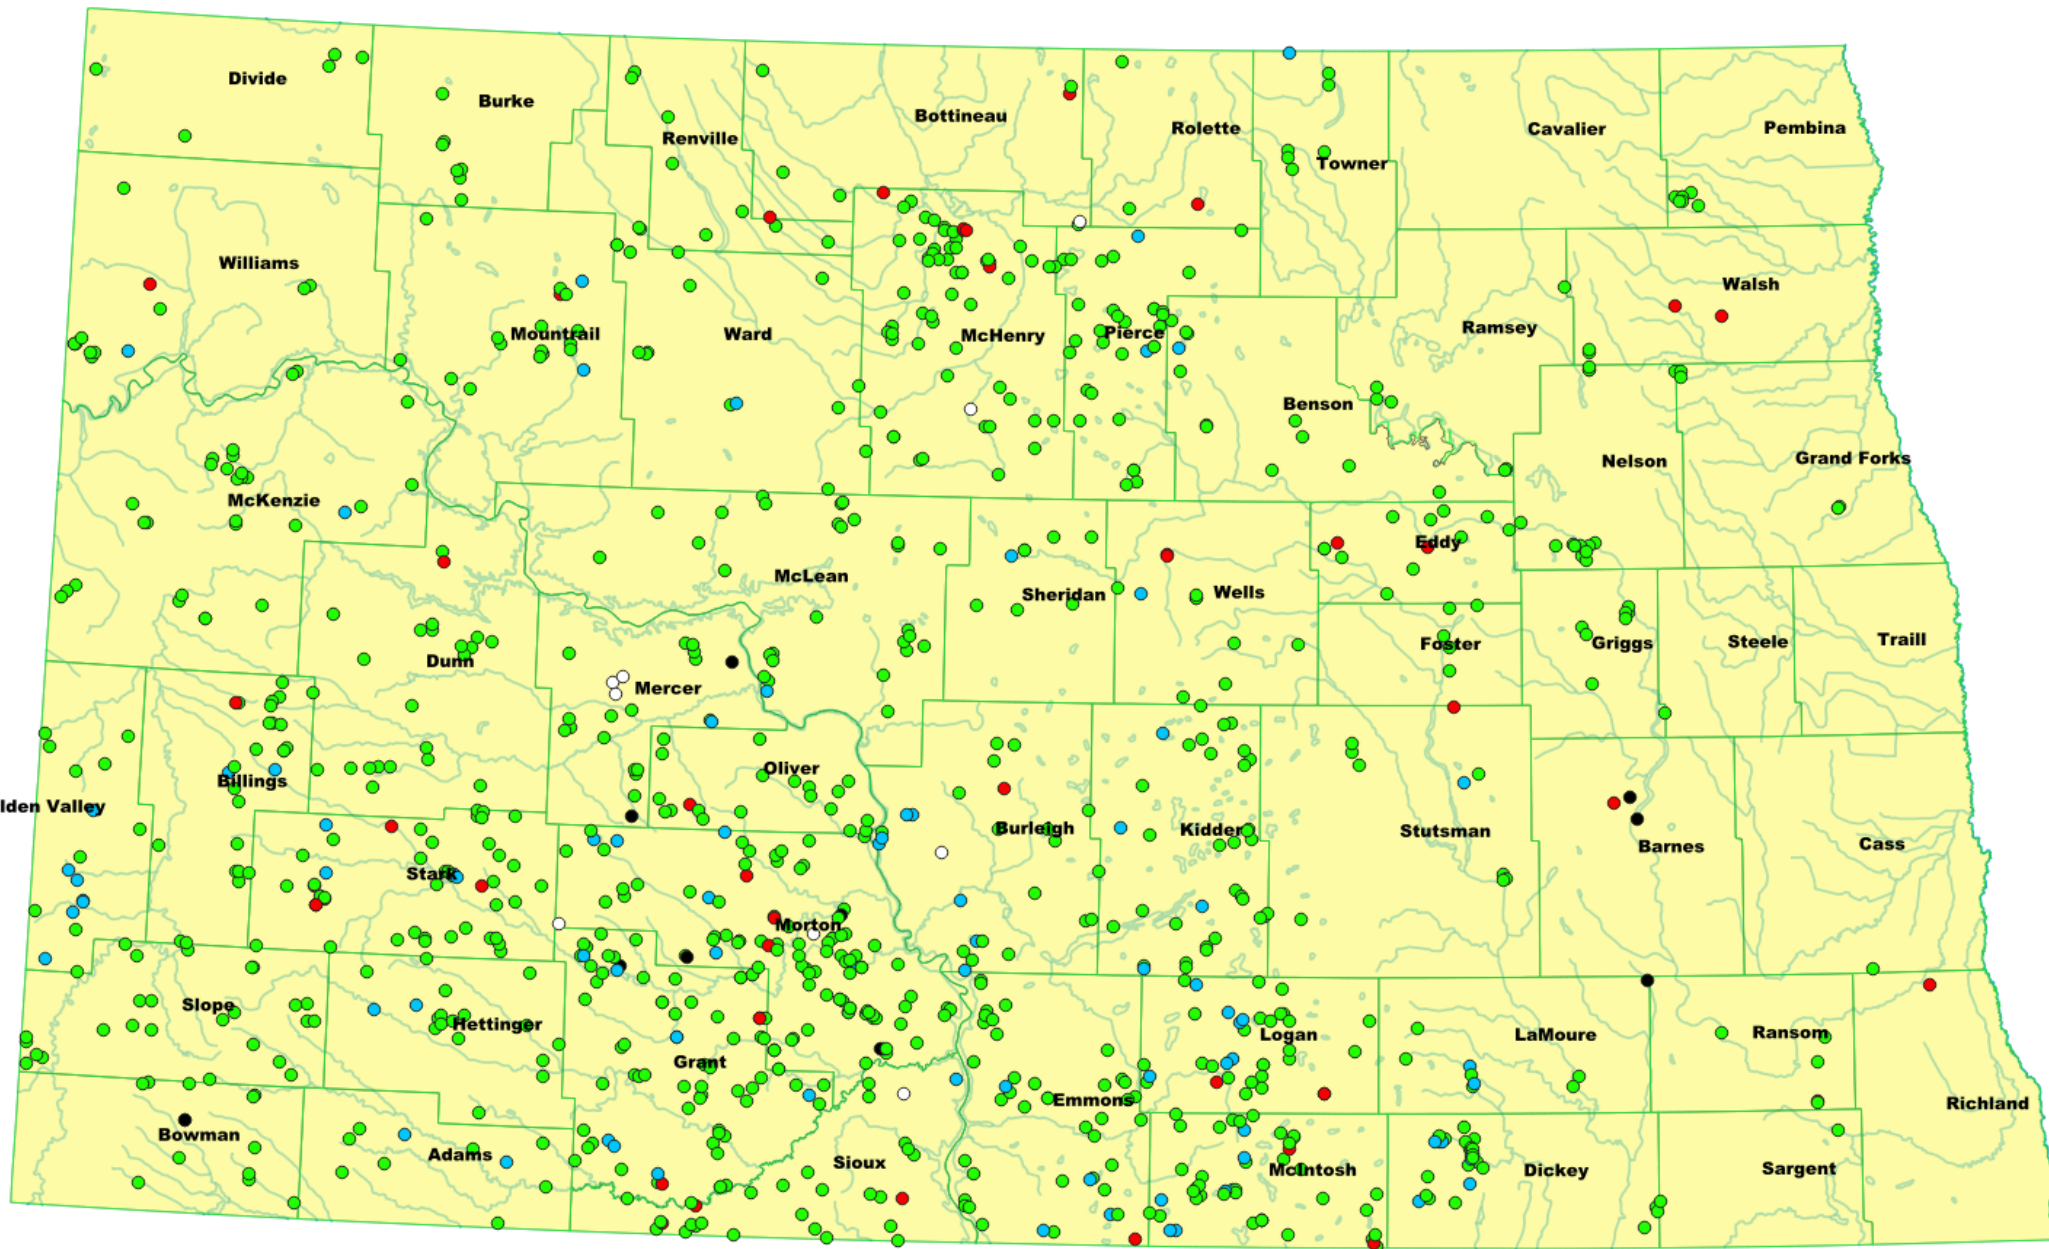 Divide
Burke
Renville
Bottineau
Rolette
Towner
Cavalier
Pembina
Williams
Mountrail
Ward
McHenry
Pierce
Benson
Ramsey
Walsh
McKenzie
Nelson
Grand Forks
Dunn
McLean
Mercer
Sheridan
Wells
Eddy
Foster
Griggs
Steele
Traill
lden Valley
Billings
Oliver
Stark
Morton
Burleigh
Kidder
Stutsman
Barnes
Cass
Slope
Hettinger
Grant
Emmons
Logan
LaMoure
Ransom
Richland
Bowman
Adams
Sioux
McIntosh
Dickey
Sargent